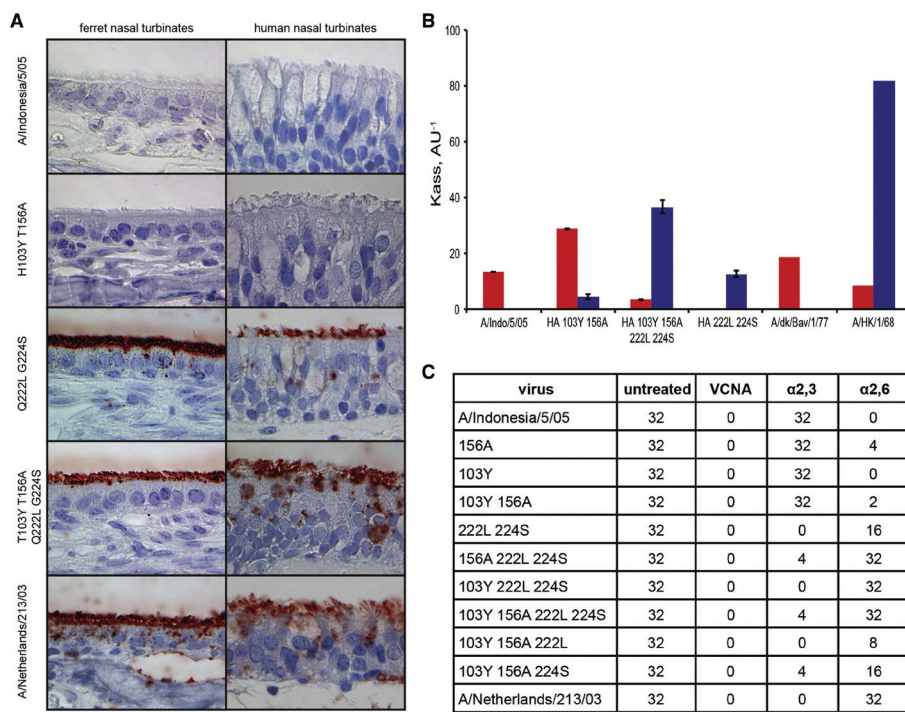 A
ferret nasal turbinates
human nasal turbinates
A/Indonesia/5/05
H103Y T156A
Q222L G224S
T103Y T156A
Q222L G224S
A/Netherlands/213/03
B
Kass, AU-1
100
80
60
40
20
0
A/Indo/5/05
HA 103Y 156A
HA 103Y 156A
222L 224S
HA 222L 224S
A/dk/Bav/1/77
A/HK/1/68
C
virus untreated VCNA α2,3 α2,6
A/Indonesia/5/05 32 0 32 0
156A 32 0 32 4
103Y 32 0 32 0
103Y 156A 32 0 32 2
222L 224S 32 0 0 16
156A 222L 224S 32 0 4 32
103Y 222L 224S 32 0 0 32
103Y 156A 222L 224S 32 0 4 32
103Y 156A 222L 32 0 0 8
103Y 156A 224S 32 0 4 16
A/Netherlands/213/03 32 0 0 32